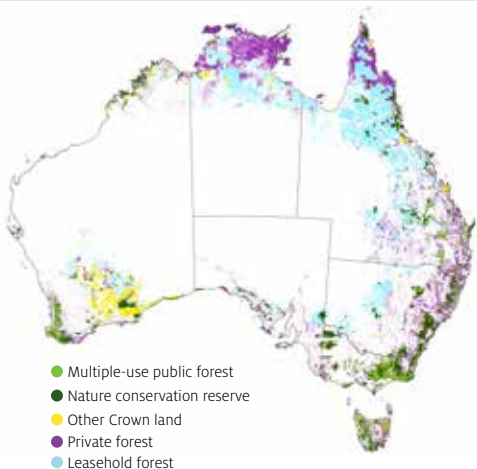 Multiple-use public forest
Nature conservation reserve
Other Crown land
Private forest
Leasehold forest